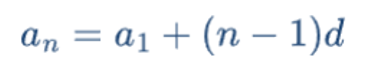 aₙ = a₁ + (n − 1)d